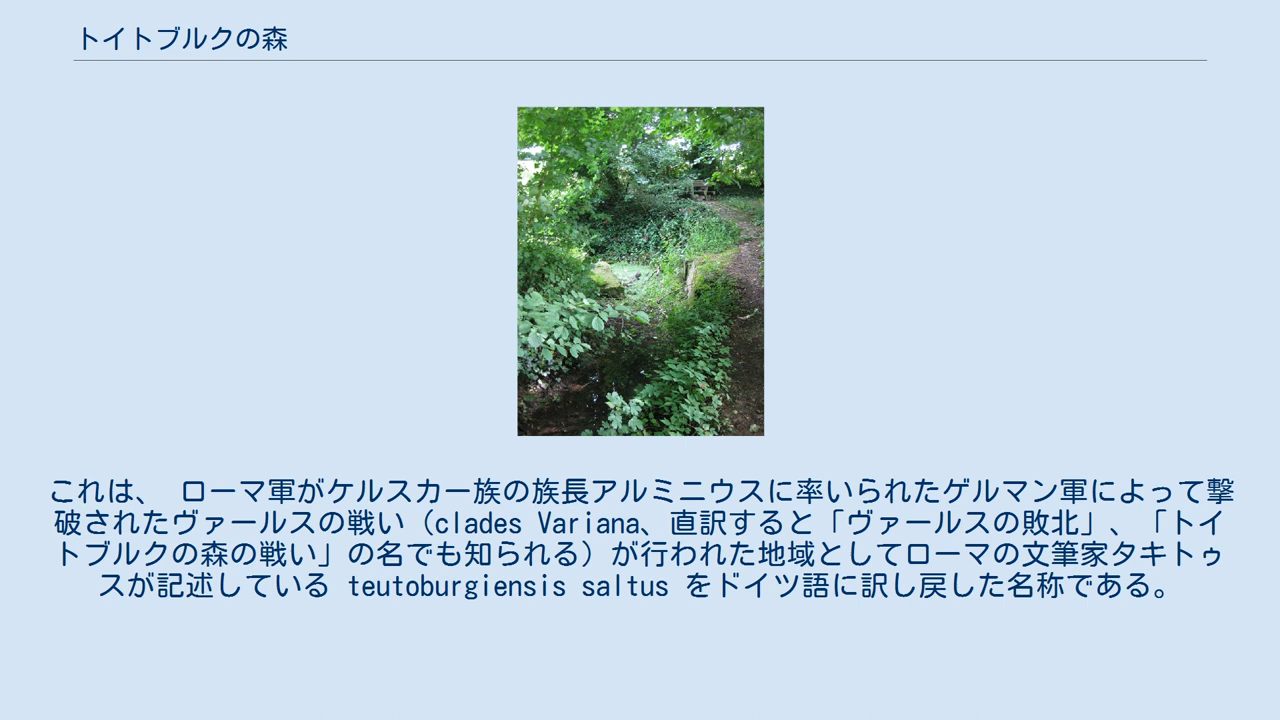 トイトブルクの森
これは、 ローマ軍がケルスカー族の族長アルミニウスに率いられたゲルマン軍によって撃
破されたヴァールスの戦い（clades Variana、直訳すると「ヴァールスの敗北」、「トイ
トブルクの森の戦い」の名でも知られる）が行われた地域としてローマの文筆家タキトゥ
スが記述している teutoburgiensis saltus をドイツ語に訳し戻した名称である。